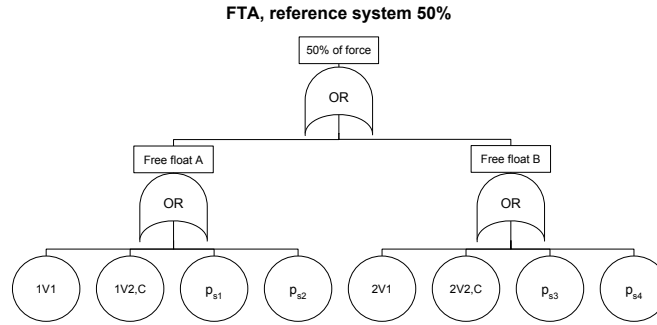 FTA, reference system 50%
50% of force
OR
Free float A
Free float B
OR
OR
1V1
1V2,C
ps1
ps2
2V1
2V2,C
ps3
ps4